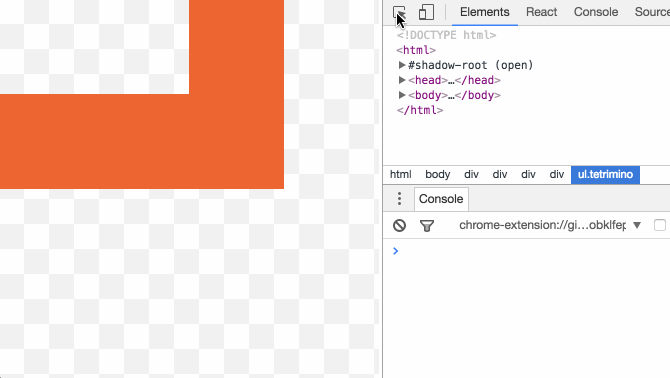 Elements React Console Source
<!DOCTYPE html>
<html>
▶#shadow-root (open)
▶<head>…</head>
▶<body>…</body>
</html>
html body div div div div ul.tetrimino
Console
chrome-extension://gi…obklfep ▼
>